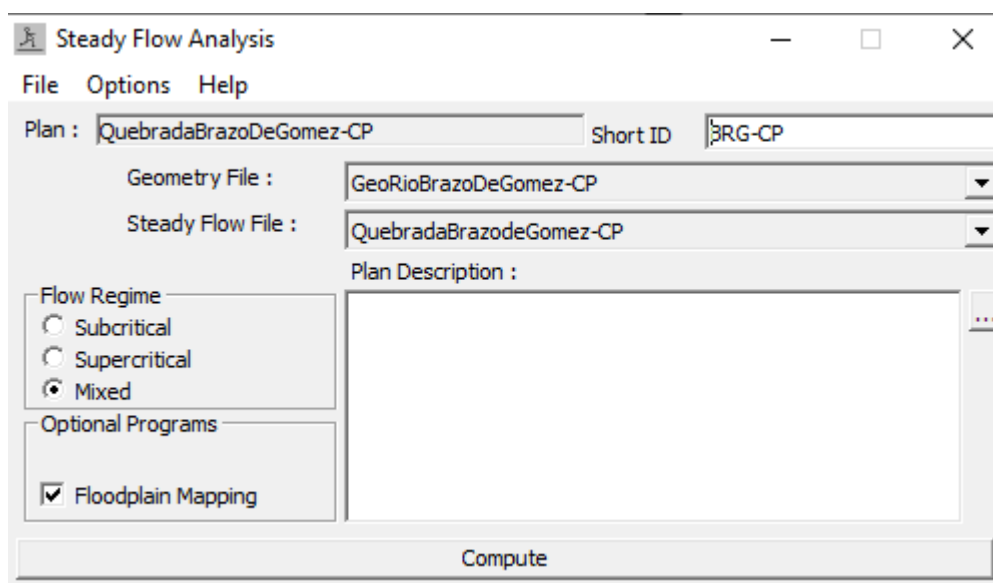 Steady Flow Analysis
File Options Help
Plan : QuebradaBrazoDeGomez-CP Short ID BRG-CP
Geometry File : GeoRioBrazoDeGomez-CP
Steady Flow File : QuebradaBrazodeGomez-CP
Plan Description :
Flow Regime
Subcritical
Supercritical
Mixed
Optional Programs
Floodplain Mapping
...
Compute